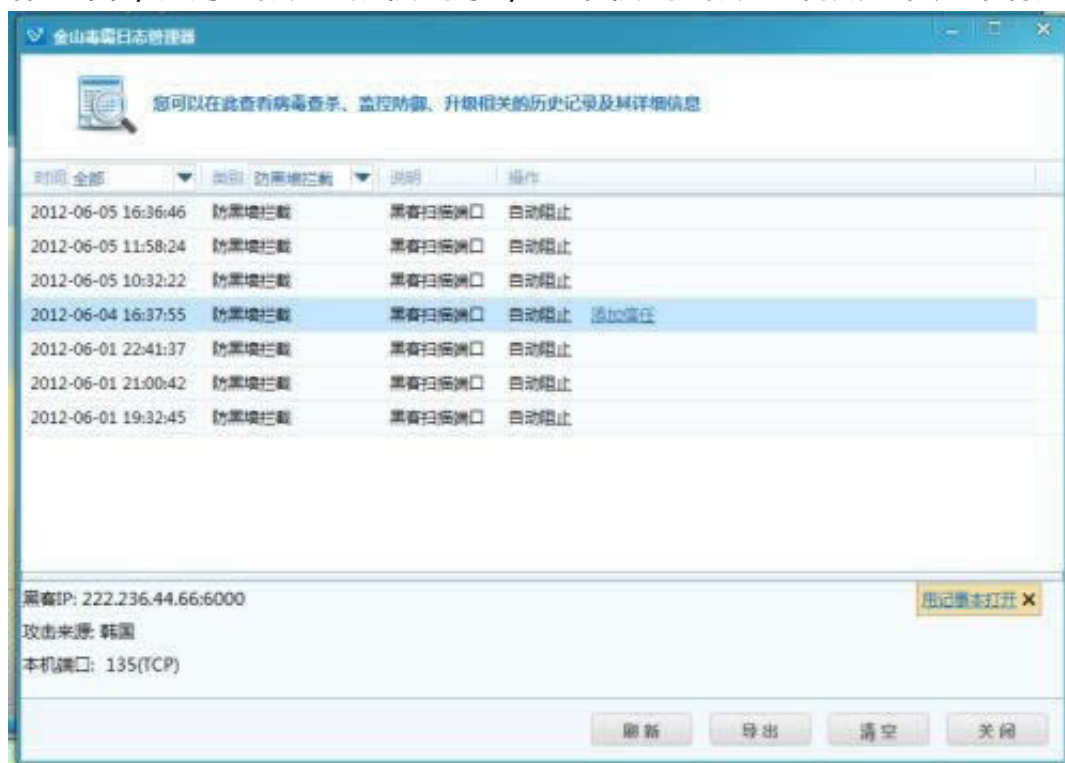 金山毒霸日志管理器
您可以在此查看病毒查杀、监控防御、升级相关的历史记录及其详细信息
时间 全部 类别 防黑墙拦截 说明 操作
2012-06-05 16:36:46 防黑墙拦截 黑客扫描端口 自动阻止
2012-06-05 11:58:24 防黑墙拦截 黑客扫描端口 自动阻止
2012-06-05 10:32:22 防黑墙拦截 黑客扫描端口 自动阻止
2012-06-04 16:37:55 防黑墙拦截 黑客扫描端口 自动阻止 添加信任
2012-06-01 22:41:37 防黑墙拦截 黑客扫描端口 自动阻止
2012-06-01 21:00:42 防黑墙拦截 黑客扫描端口 自动阻止
2012-06-01 19:32:45 防黑墙拦截 黑客扫描端口 自动阻止
黑客IP: 222.236.44.66:6000
用记事本打开
攻击来源: 韩国
本机端口: 135(TCP)
刷新 导出 清空 关闭